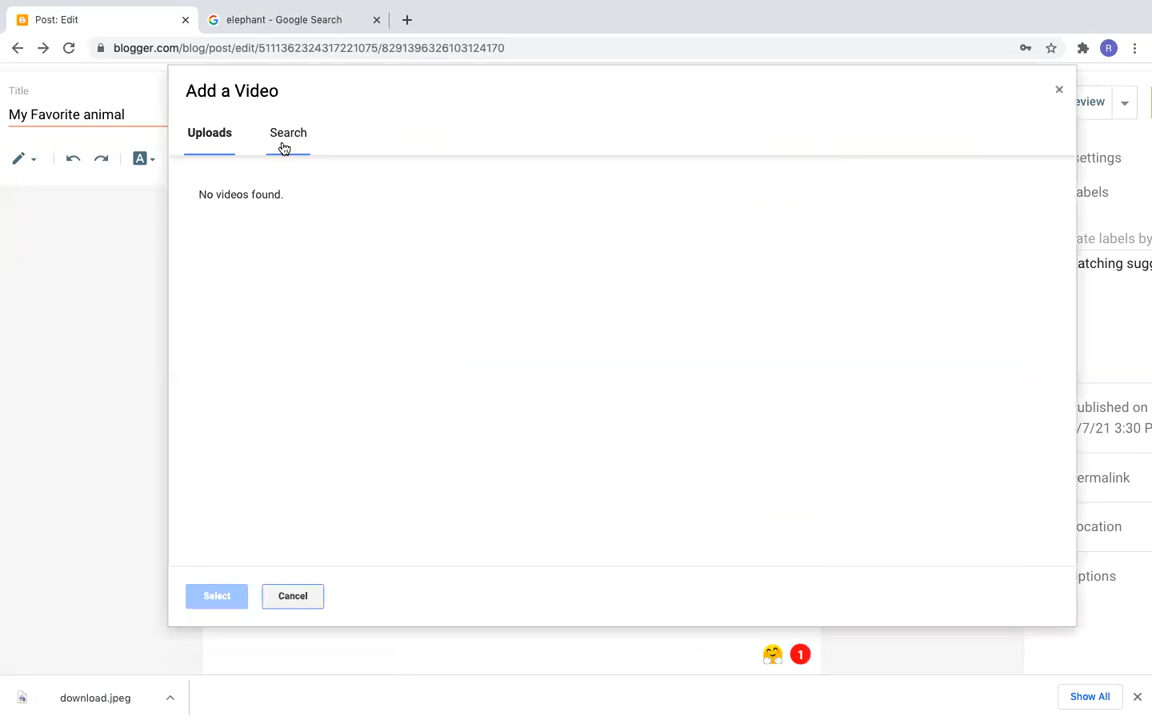 Post: Edit
elephant - Google Search
blogger.com/blog/post/edit/5111362324317221075/8291396326103124170
R
Title
My Favorite animal
A
Add a Video
Uploads
Search
No videos found.
Select
Cancel
eview
settings
abels
ate labels by
atching sugg
ublished on
/7/21 3:30 P
ermalink
ocation
ptions
1
download.jpeg
Show All